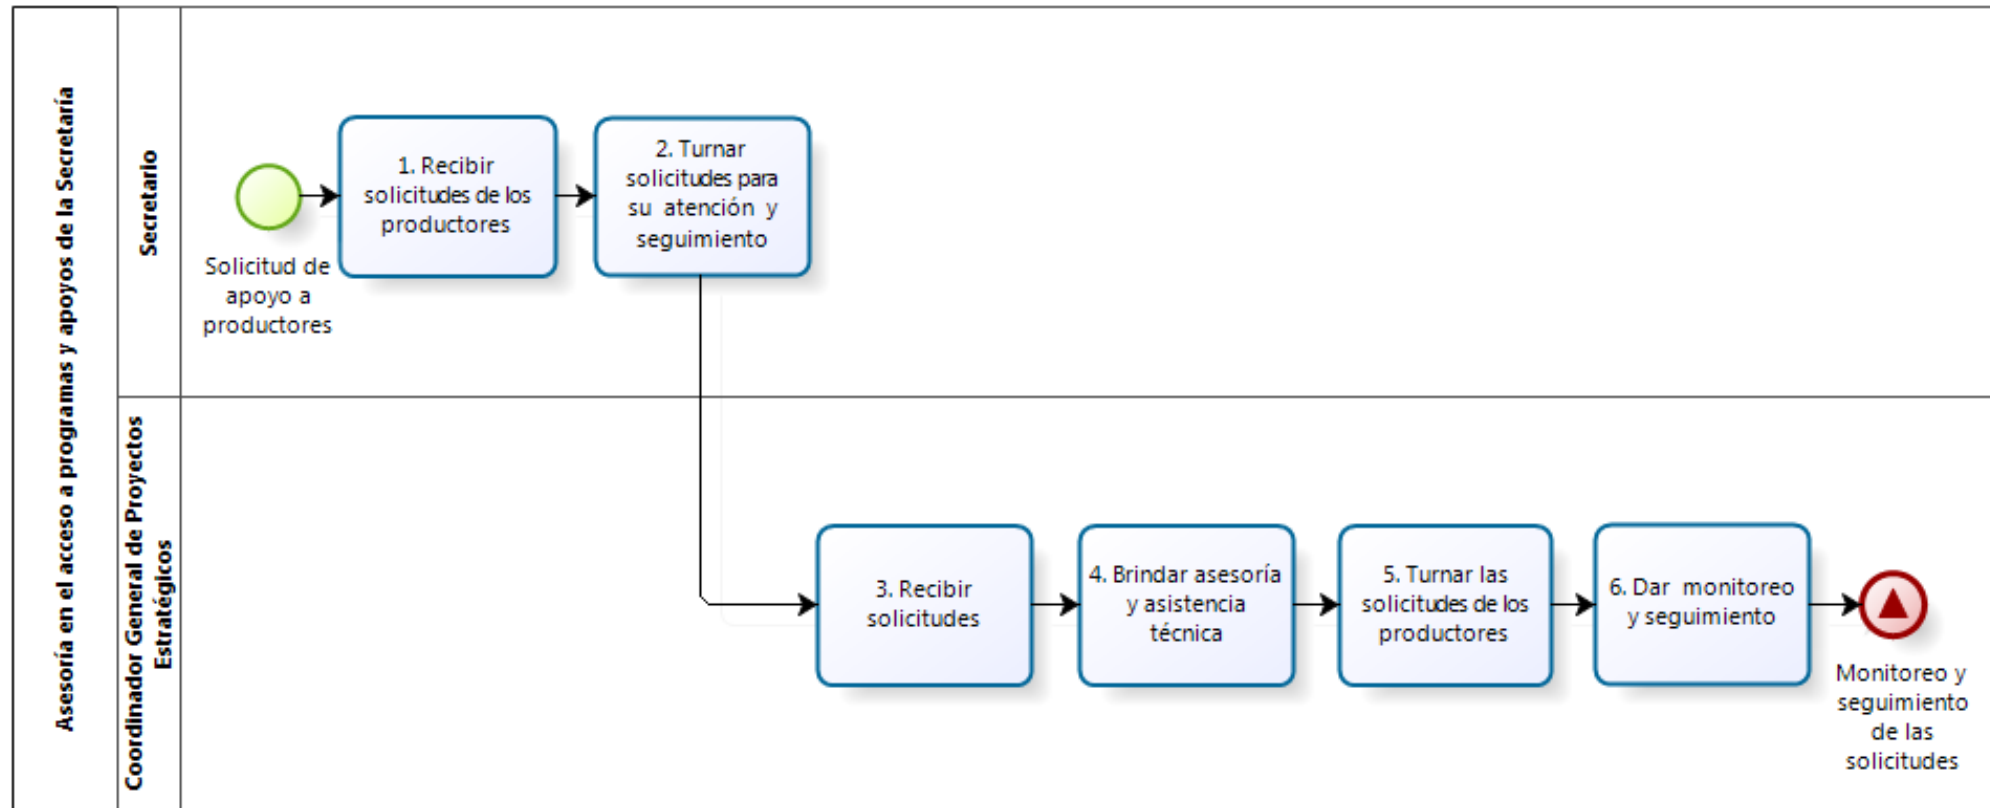 Asesoría en el acceso a programas y apoyos de la Secretaría
Secretario
Solicitud de
apoyo a
productores
1. Recibir
solicitudes de los
productores
2. Turnar
solicitudes para
su atención y
seguimiento
Coordinador General de Proyectos
Estratégicos
3. Recibir
solicitudes
4. Brindar asesoría
y asistencia
técnica
5. Turnar las
solicitudes de los
productores
6. Dar monitoreo
y seguimiento
Monitoreo y
seguimiento
de las
solicitudes